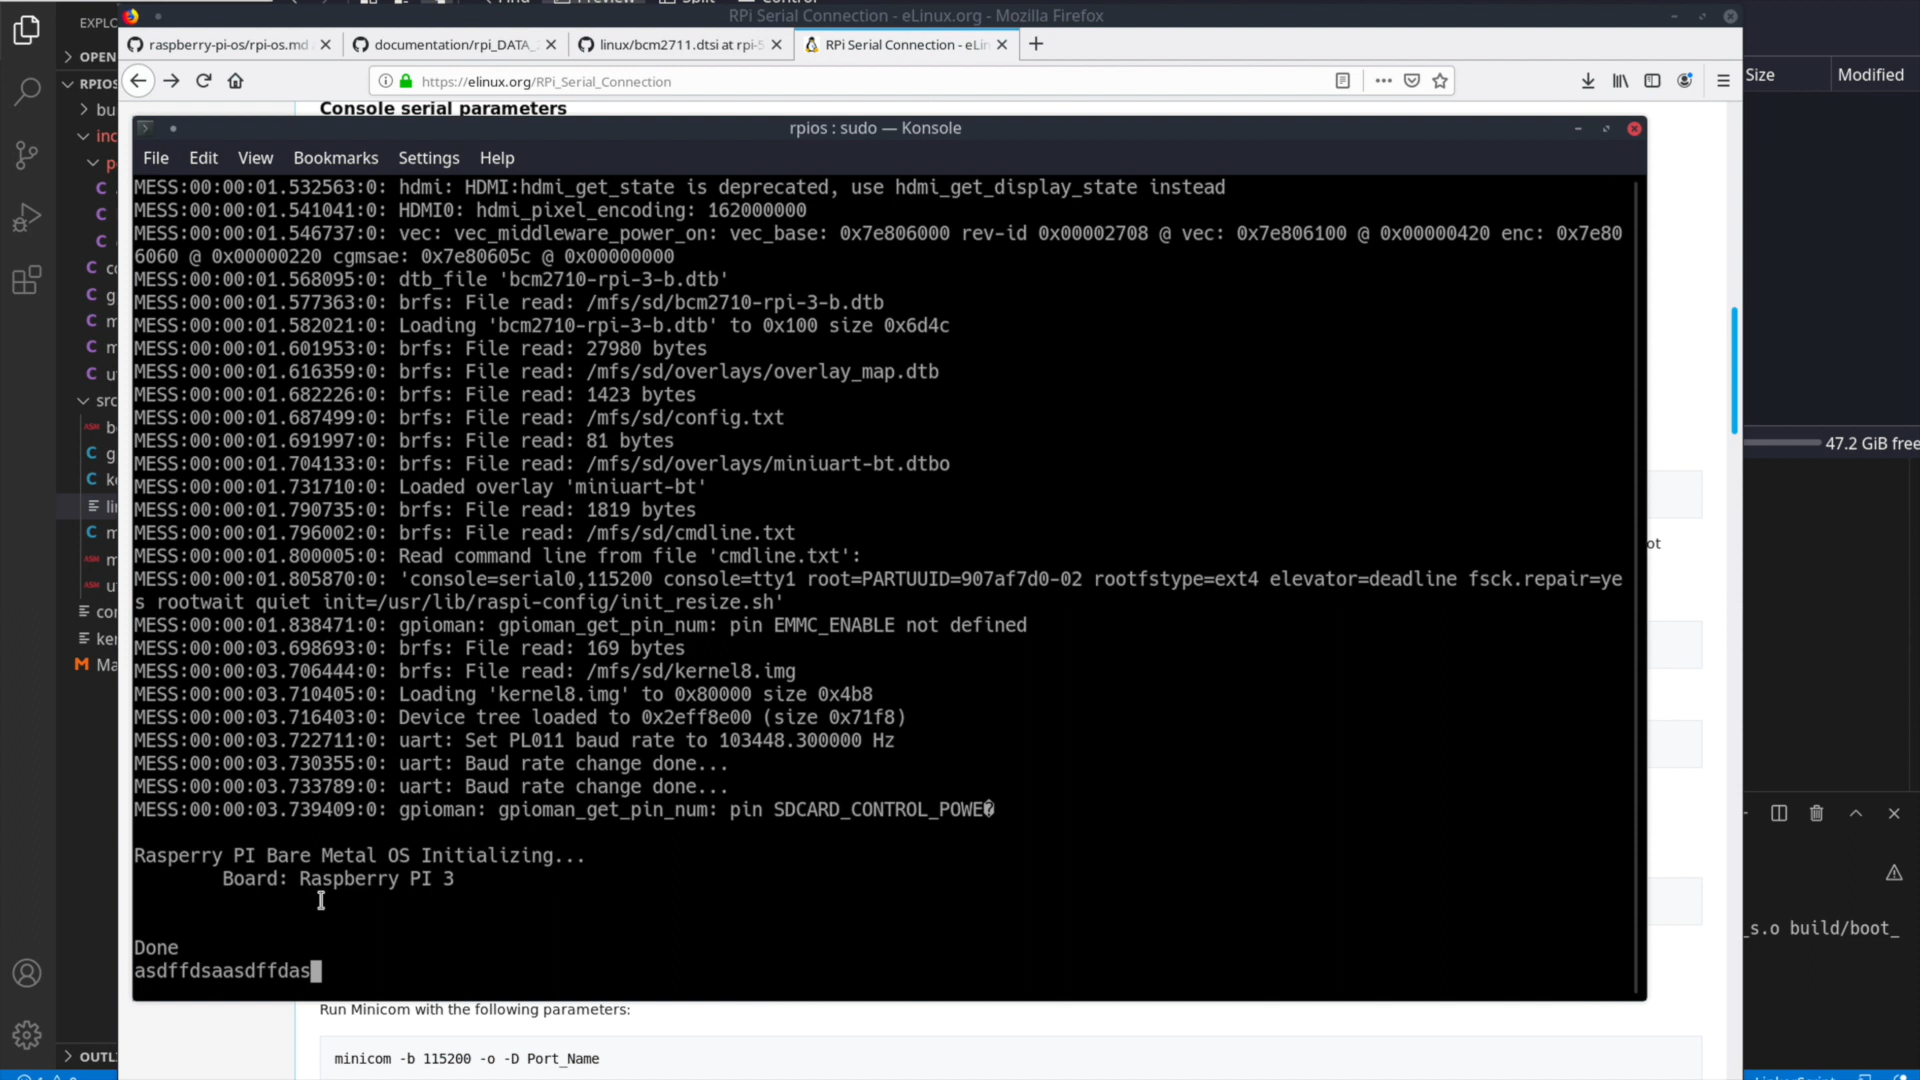 EXPLO
RPi Serial Connection - eLinux.org - Mozilla Firefox
raspberry-pi-os/rpi-os.md
documentation/rpi_DATA_
linux/bcm2711.dtsi at rpi-5
RPi Serial Connection - eLin
https://elinux.org/RPi_Serial_Connection
Size
Modified
OPEN
RPIOS
bu
inc
p
co
g
m
m
ut
src
b
g
ke
lin
m
m
ut
con
ker
Ma
OUTLI
Console serial parameters
rpios : sudo — Konsole
File Edit View Bookmarks Settings Help
MESS:00:00:01.532563:0: hdmi: HDMI:hdmi_get_state is deprecated, use hdmi_get_display_state instead
MESS:00:00:01.541041:0: HDMI0: hdmi_pixel_encoding: 162000000
MESS:00:00:01.546737:0: vec: vec_middleware_power_on: vec_base: 0x7e806000 rev-id 0x00002708 @ vec: 0x7e806100 @ 0x00000420 enc: 0x7e80
6060 @ 0x00000220 cgmsae: 0x7e80605c @ 0x00000000
MESS:00:00:01.568095:0: dtb_file 'bcm2710-rpi-3-b.dtb'
MESS:00:00:01.577363:0: brfs: File read: /mfs/sd/bcm2710-rpi-3-b.dtb
MESS:00:00:01.582021:0: Loading 'bcm2710-rpi-3-b.dtb' to 0x100 size 0x6d4c
MESS:00:00:01.601953:0: brfs: File read: 27980 bytes
MESS:00:00:01.616359:0: brfs: File read: /mfs/sd/overlays/overlay_map.dtb
MESS:00:00:01.682226:0: brfs: File read: 1423 bytes
MESS:00:00:01.687499:0: brfs: File read: /mfs/sd/config.txt
MESS:00:00:01.691997:0: brfs: File read: 81 bytes
MESS:00:00:01.704133:0: brfs: File read: /mfs/sd/overlays/miniuart-bt.dtbo
MESS:00:00:01.731710:0: Loaded overlay 'miniuart-bt'
MESS:00:00:01.790735:0: brfs: File read: 1819 bytes
MESS:00:00:01.796002:0: brfs: File read: /mfs/sd/cmdline.txt
MESS:00:00:01.800005:0: Read command line from file 'cmdline.txt':
MESS:00:00:01.805870:0: 'console=serial0,115200 console=tty1 root=PARTUUID=907af7d0-02 rootfstype=ext4 elevator=deadline fsck.repair=ye
s rootwait quiet init=/usr/lib/raspi-config/init_resize.sh'
MESS:00:00:01.838471:0: gpioman: gpioman_get_pin_num: pin EMMC_ENABLE not defined
MESS:00:00:03.698693:0: brfs: File read: 169 bytes
MESS:00:00:03.706444:0: brfs: File read: /mfs/sd/kernel8.img
MESS:00:00:03.710405:0: Loading 'kernel8.img' to 0x80000 size 0x4b8
MESS:00:00:03.716403:0: Device tree loaded to 0x2eff8e00 (size 0x71f8)
MESS:00:00:03.722711:0: uart: Set PL011 baud rate to 103448.300000 Hz
MESS:00:00:03.730355:0: uart: Baud rate change done...
MESS:00:00:03.733789:0: uart: Baud rate change done...
MESS:00:00:03.739409:0: gpioman: gpioman_get_pin_num: pin SDCARD_CONTROL_POWE�
Rasperry PI Bare Metal OS Initializing...
Board: Raspberry PI 3
Done
asdffdsaasdffdas
47.2 GiB free
ot
_s.o build/boot_
Run Minicom with the following parameters:
minicom -b 115200 -o -D Port_Name